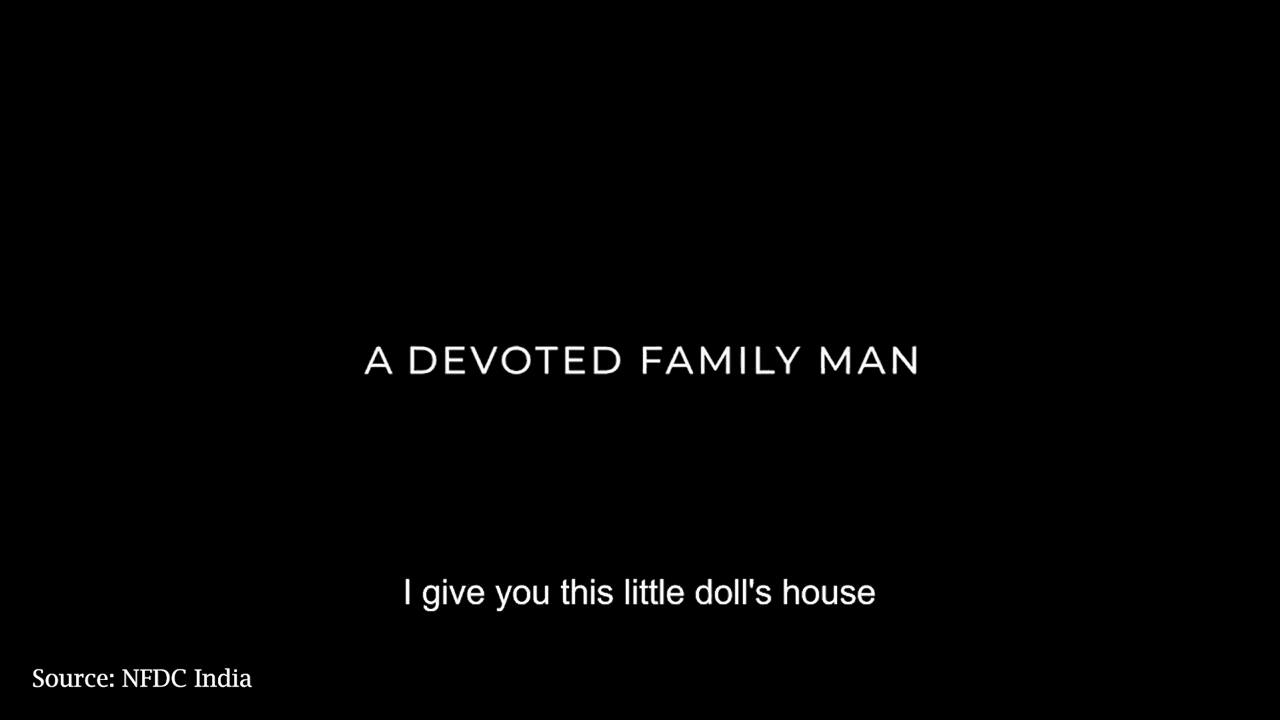 A DEVOTED FAMILY MAN
I give you this little doll's house
Source: NFDC India